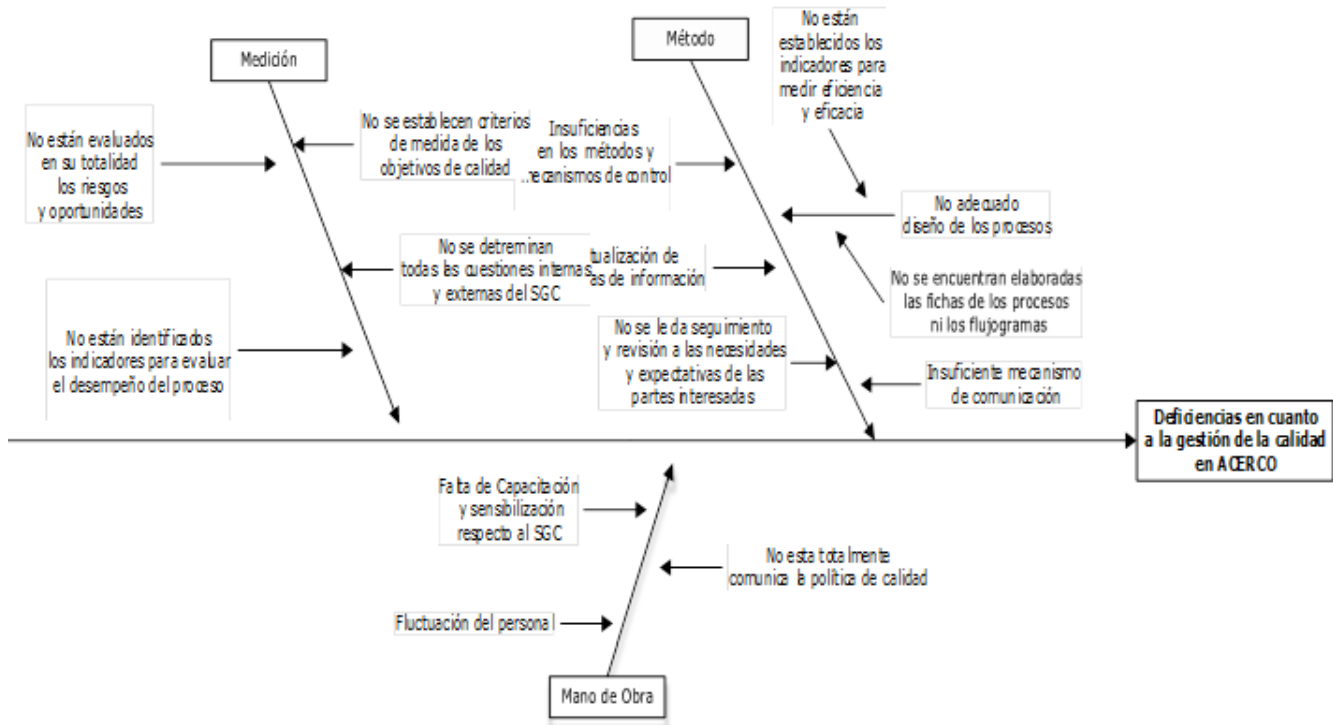 Medición
Método
No están
establecidos los
indicadores para
medir eficiencia
y eficacia
No están evaluados
en su totalidad
los riesgos
y oportunidades
No se establecen criterios
de medida de los
objetivos de calidad
Insuficiencias
en los métodos y
mecanismos de control
No adecuado
diseño de los procesos
No se detreminan
todas las cuestiones internas
y externas del SGC
tualización de
as de información
No se encuentran elaboradas
las fichas de los procesos
ni los flujogramas
No están identificados
los indicadores para evaluar
el desempeño del proceso
No se le da seguimiento
y revisión a las necesidades
y expectativas de las
partes interesadas
Insuficiente mecanismo
de comunicación
Deficiencias en cuanto
a la gestión de la calidad
en ACERCO
Falta de Capacitación
y sensibilización
respecto al SGC
No esta totalmente
comunica la política de calidad
Fluctuación del personal
Mano de Obra